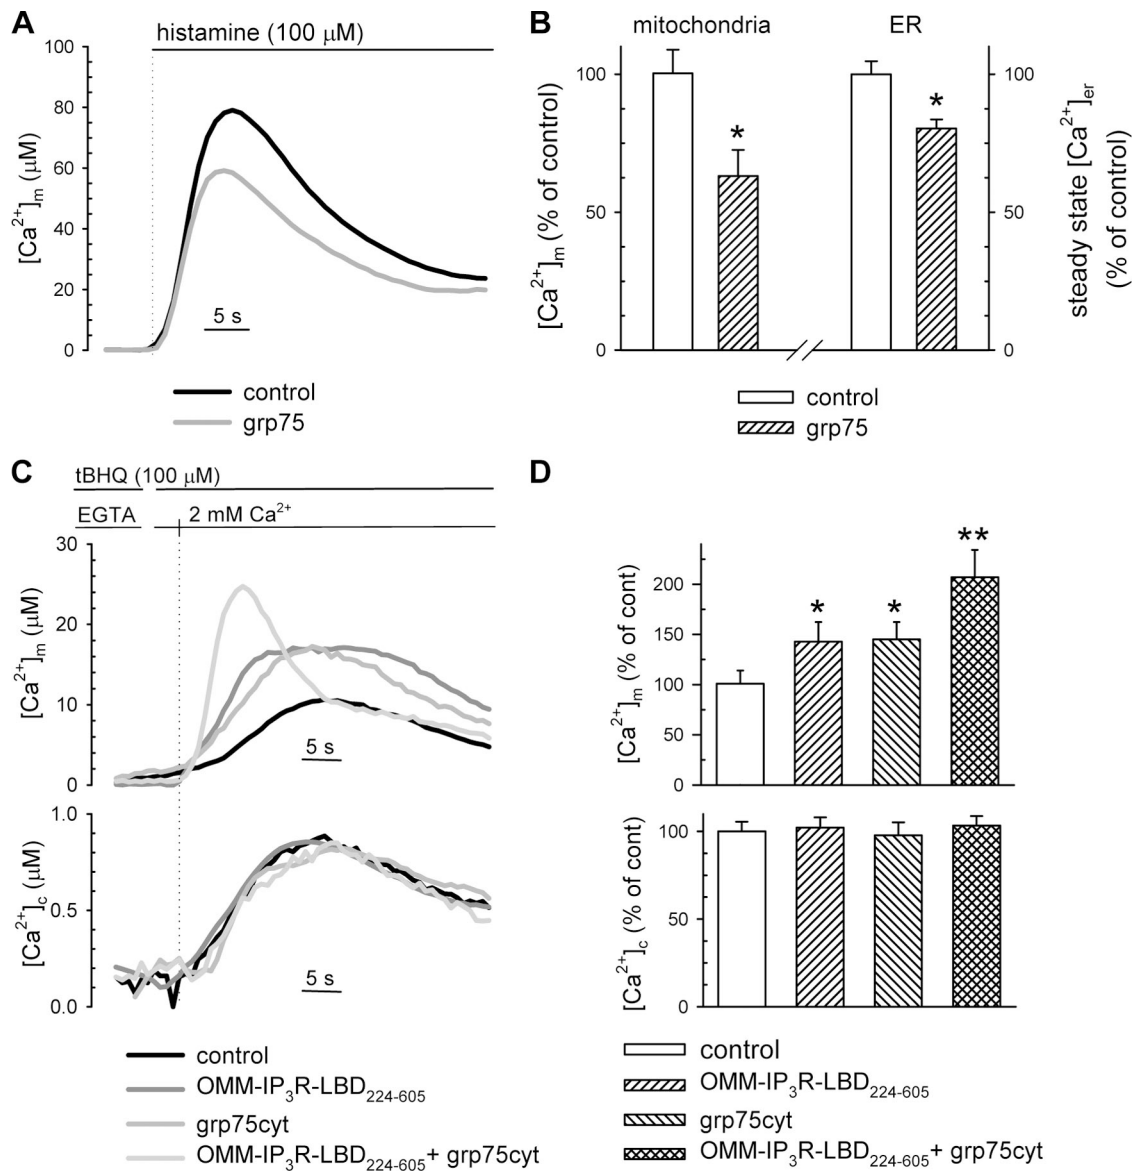 A
histamine (100 μM)
100
80
60
40
20
0
[Ca²⁺]ₘ (μM)
5 s
control
grp75
B
mitochondria
ER
[Ca²⁺]ₘ (% of control)
100
50
0
*
*
100
50
0
steady state [Ca²⁺]ₑᵣ
(% of control)
control
grp75
C
tBHQ (100 μM)
EGTA
2 mM Ca²⁺
30
20
10
0
[Ca²⁺]ₘ (μM)
5 s
1.0
0.5
0.0
[Ca²⁺]c (μM)
5 s
control
OMM-IP₃R-LBD₂₂₄₋₆₀₅
grp75cyt
OMM-IP₃R-LBD₂₂₄₋₆₀₅+ grp75cyt
D
[Ca²⁺]ₘ (% of cont)
200
150
100
50
0
*
*
**
[Ca²⁺]c (% of cont)
100
50
0
control
OMM-IP₃R-LBD₂₂₄₋₆₀₅
grp75cyt
OMM-IP₃R-LBD₂₂₄₋₆₀₅+ grp75cyt